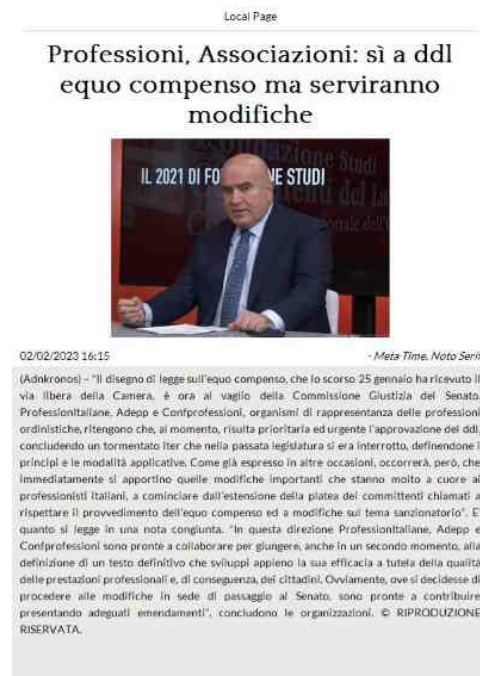 Local Page
Professioni, Associazioni: sì a ddl
equo compenso ma serviranno
modifiche
IL 2021 DI FO NE STUDI
ondazione Studi
02/02/2023 16:15
- Meta Time, Noto Serif
(Adnkronos) – "Il disegno di legge sull'equo compenso, che lo scorso 25 gennaio ha ricevuto il
via libera della Camera, è ora al vaglio della Commissione Giustizia del Senato.
ProfessionItaliane, Adepp e Confprofessioni, organismi di rappresentanza delle professioni
ordinistiche, ritengono che, al momento, risulta prioritaria ed urgente l'approvazione del ddl,
concludendo un tormentato iter che nella passata legislatura si era interrotto, definendone i
principi e le modalità applicative. Come già espresso in altre occasioni, occorrerà, però, che
immediatamente si apportino quelle modifiche importanti che stanno molto a cuore ai
professionisti italiani, a cominciare dall'estensione della platea dei committenti chiamati a
rispettare il provvedimento dell'equo compenso ed a modifiche sul tema sanzionatorio". E'
quanto si legge in una nota congiunta. "In questa direzione ProfessionItaliane, Adepp e
Confprofessioni sono pronte a collaborare per giungere, anche in un secondo momento, alla
definizione di un testo definitivo che sviluppi appieno la sua efficacia a tutela della qualità
delle prestazioni professionali e, di conseguenza, dei cittadini. Ovviamente, ove si decidesse di
procedere alle modifiche in sede di passaggio al Senato, sono pronte a contribuire
presentando adeguati emendamenti", concludono le organizzazioni. © RIPRODUZIONE
RISERVATA.